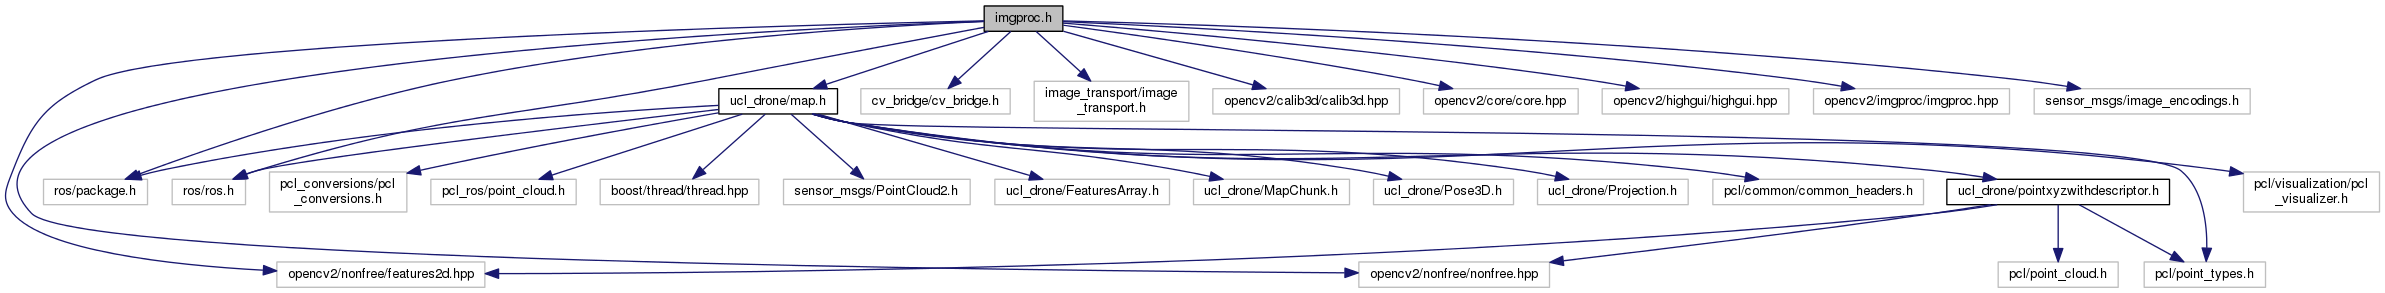 imgproc.h
ucl_drone/map.h
cv_bridge/cv_bridge.h
image_transport/image
_transport.h
opencv2/calib3d/calib3d.hpp
opencv2/core/core.hpp
opencv2/highgui/highgui.hpp
opencv2/imgproc/imgproc.hpp
sensor_msgs/image_encodings.h
ros/package.h
ros/ros.h
pcl_conversions/pcl
_conversions.h
pcl_ros/point_cloud.h
boost/thread/thread.hpp
sensor_msgs/PointCloud2.h
ucl_drone/FeaturesArray.h
ucl_drone/MapChunk.h
ucl_drone/Pose3D.h
ucl_drone/Projection.h
pcl/common/common_headers.h
ucl_drone/pointxyzwithdescriptor.h
pcl/visualization/pcl
_visualizer.h
opencv2/nonfree/features2d.hpp
opencv2/nonfree/nonfree.hpp
pcl/point_cloud.h
pcl/point_types.h